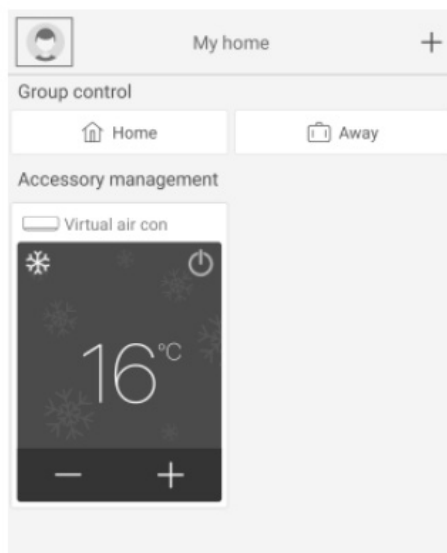 My home +
Group control
Home Away
Accessory management
Virtual air con
16°C
− +